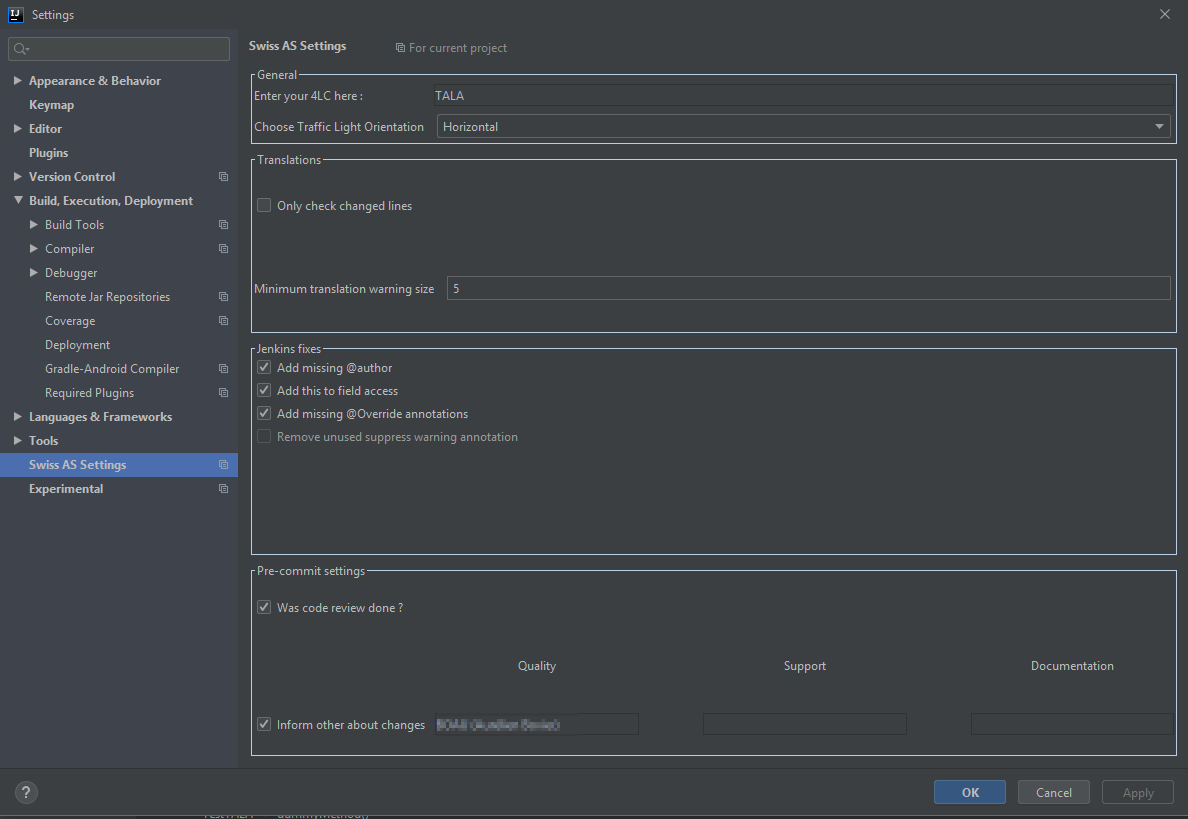 IJ Settings
Appearance & Behavior
Keymap
Editor
Plugins
Version Control
Build, Execution, Deployment
Build Tools
Compiler
Debugger
Remote Jar Repositories
Coverage
Deployment
Gradle-Android Compiler
Required Plugins
Languages & Frameworks
Tools
Swiss AS Settings
Experimental
Swiss AS Settings For current project
General
Enter your 4LC here : TALA
Choose Traffic Light Orientation Horizontal
Translations
Only check changed lines
Minimum translation warning size 5
Jenkins fixes
Add missing @author
Add this to field access
Add missing @Override annotations
Remove unused suppress warning annotation
Pre-commit settings
Was code review done ?
Quality Support Documentation
Inform other about changes
? OK Cancel Apply